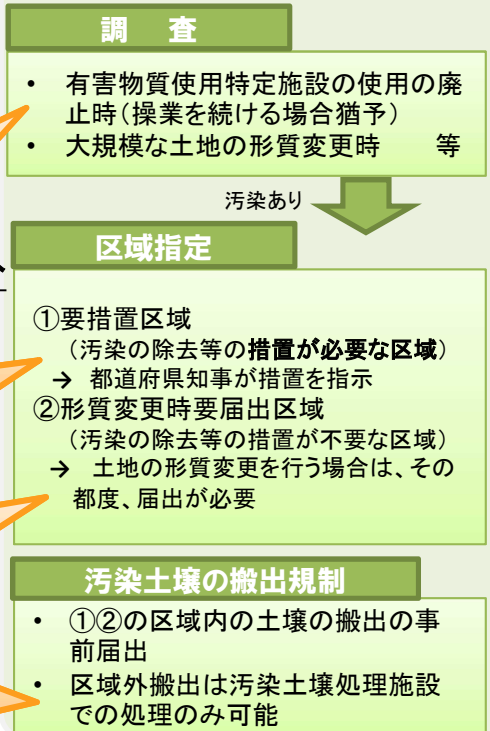 調　査
• 有害物質使用特定施設の使用の廃
止時(操業を続ける場合猶予)
• 大規模な土地の形質変更時　等
汚染あり
区域指定
①要措置区域
(汚染の除去等の措置が必要な区域)
→ 都道府県知事が措置を指示
②形質変更時要届出区域
(汚染の除去等の措置が不要な区域)
→ 土地の形質変更を行う場合は、その
都度、届出が必要
汚染土壌の搬出規制
• ①②の区域内の土壌の搬出の事
前届出
• 区域外搬出は汚染土壌処理施設
での処理のみ可能